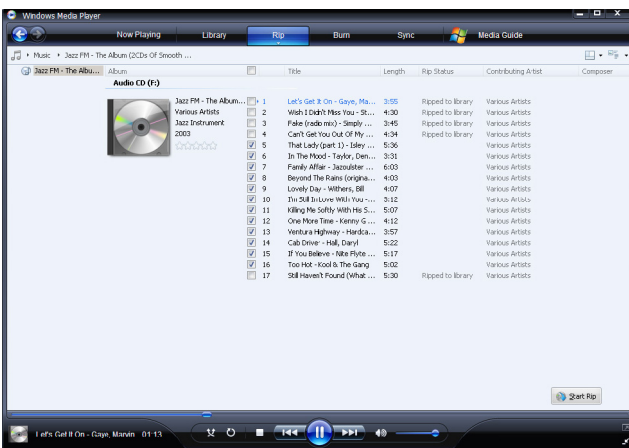 Windows Media Player
Now Playing Library Rip Burn Sync Media Guide
Music Jazz FM - The Album (2CDs Of Smooth ...
Jazz FM - The Albu... Album Title Length Rip Status Contributing Artist Composer
Audio CD (F:)
Jazz FM - The Album...
Various Artists
Jazz Instrument
2003
1 Let's Get It On - Gaye, Ma... 3:55 Ripped to library Various Artists
2 Wish I Didn't Miss You - St... 4:30 Ripped to library Various Artists
3 Fake (radio mix) - Simply ... 3:45 Ripped to library Various Artists
4 Can't Get You Out Of My ... 4:34 Ripped to library Various Artists
5 That Lady (part 1) - Isley ... 5:36 Various Artists
6 In The Mood - Taylor, Den... 3:31 Various Artists
7 Family Affair - Jazoulster ... 6:03 Various Artists
8 Beyond The Rains (origina... 4:03 Various Artists
9 Lovely Day - Withers, Bill 4:07 Various Artists
10 I'm Still In Love With You -... 3:12 Various Artists
11 Killing Me Softly With His S... 5:07 Various Artists
12 One More Time - Kenny G ... 4:12 Various Artists
13 Ventura Highway - Hardca... 3:57 Various Artists
14 Cab Driver - Hall, Daryl 5:22 Various Artists
15 If You Believe - Nite Flyte ... 5:17 Various Artists
16 Too Hot -Kool & The Gang 5:02 Various Artists
17 Still Haven't Found (What ... 5:30 Ripped to library Various Artists
Start Rip
Let's Get It On - Gaye, Marvin 01:13